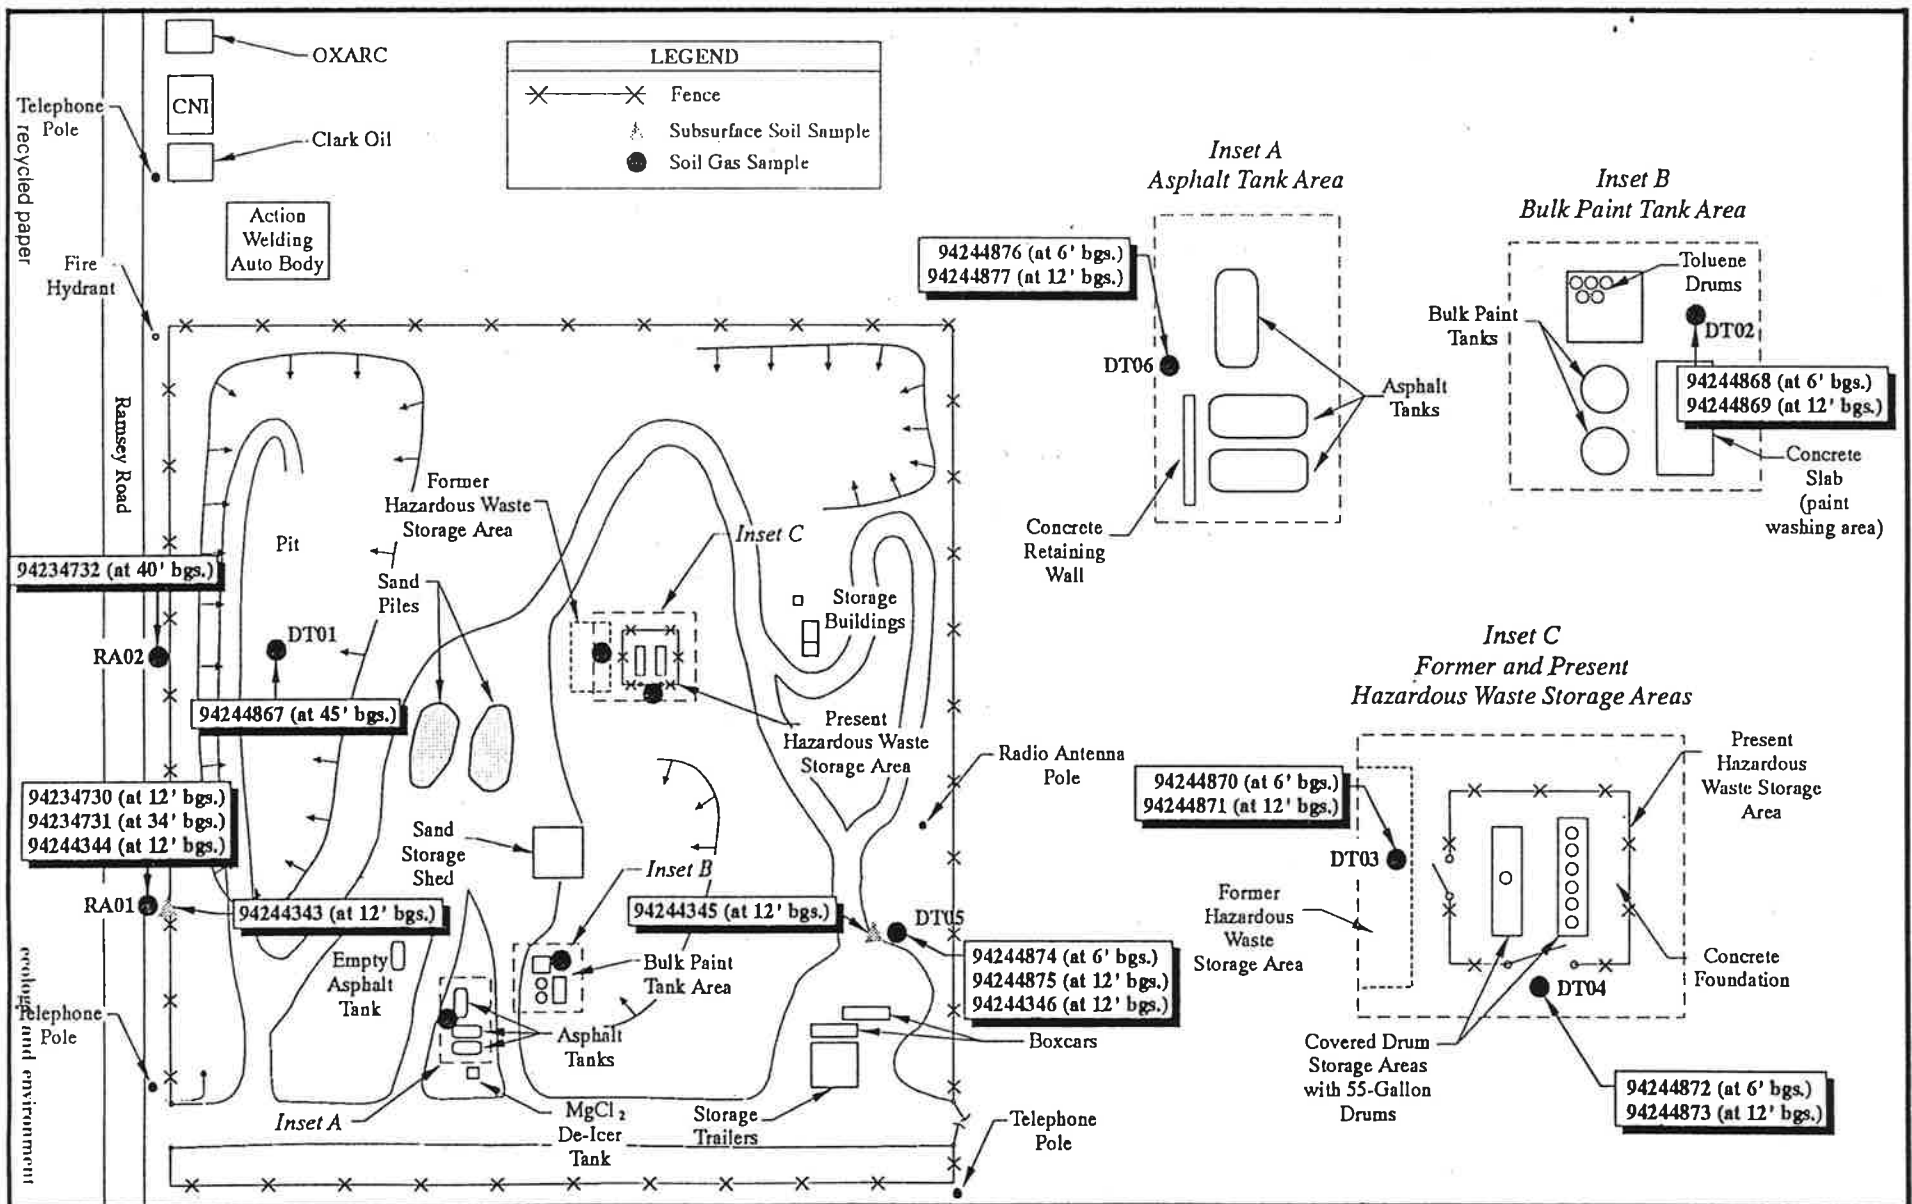 OXARC
CNI
Clark Oil
Telephone
Pole
recycled paper
Action
Welding
Auto Body
Fire
Hydrant
Ramsey Road
LEGEND
Fence
Subsurface Soil Sample
Soil Gas Sample
Inset A
Asphalt Tank Area
94244876 (at 6' bgs.)
94244877 (at 12' bgs.)
DT06
Asphalt
Tanks
Concrete
Retaining
Wall
Inset B
Bulk Paint Tank Area
Toluene
Drums
Bulk Paint
Tanks
DT02
94244868 (at 6' bgs.)
94244869 (at 12' bgs.)
Concrete
Slab
(paint
washing area)
Former
Hazardous Waste
Storage Area
Inset C
Pit
94234732 (at 40' bgs.)
Sand
Piles
Storage
Buildings
RA02
DT01
94244867 (at 45' bgs.)
Present
Hazardous Waste
Storage Area
Radio Antenna
Pole
94234730 (at 12' bgs.)
94234731 (at 34' bgs.)
94244344 (at 12' bgs.)
RA01
94244343 (at 12' bgs.)
Sand
Storage
Shed
Inset B
94244345 (at 12' bgs.)
DT05
94244874 (at 6' bgs.)
94244875 (at 12' bgs.)
94244346 (at 12' bgs.)
Empty
Asphalt
Tank
Bulk Paint
Tank Area
Asphalt
Tanks
Boxcars
ecology and environment
Telephone
Pole
Inset A
MgCl2
De-Icer
Tank
Storage
Trailers
Telephone
Pole
Inset C
Former and Present
Hazardous Waste Storage Areas
94244870 (at 6' bgs.)
94244871 (at 12' bgs.)
DT03
Present
Hazardous
Waste Storage
Area
Former
Hazardous
Waste
Storage Area
Concrete
Foundation
DT04
Covered Drum
Storage Areas
with 55-Gallon
Drums
94244872 (at 6' bgs.)
94244873 (at 12' bgs.)